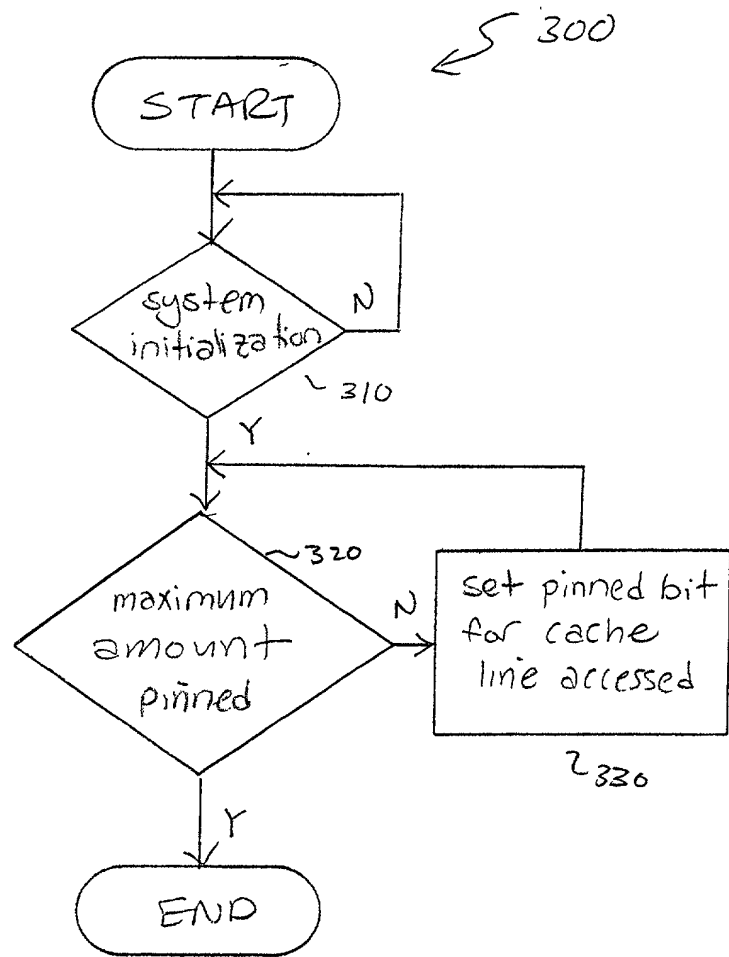 300
START
system
initialization
N
310
Y
320
maximum
amount
pinned
N
set pinned bit
for cache
line accessed
330
Y
END